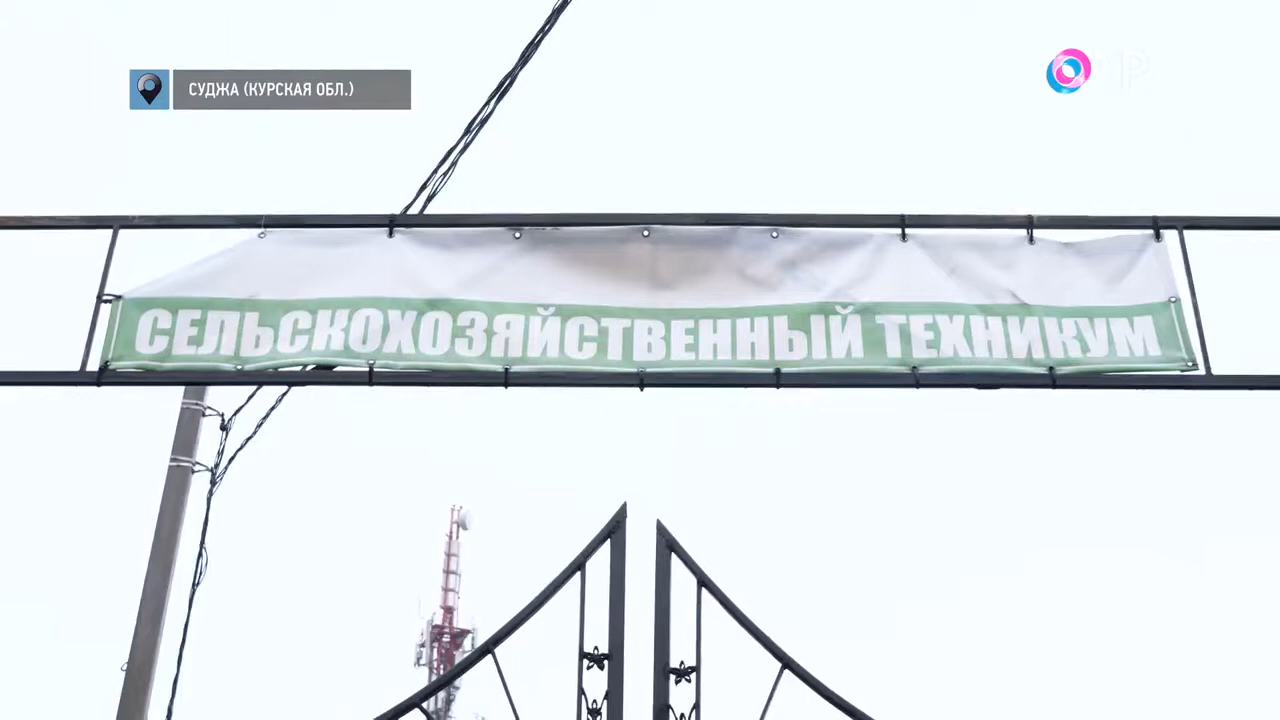 СУДЖА (КУРСКАЯ ОБЛ.)
СЕЛЬСКОХОЗЯЙСТВЕННЫЙ ТЕХНИКУМ